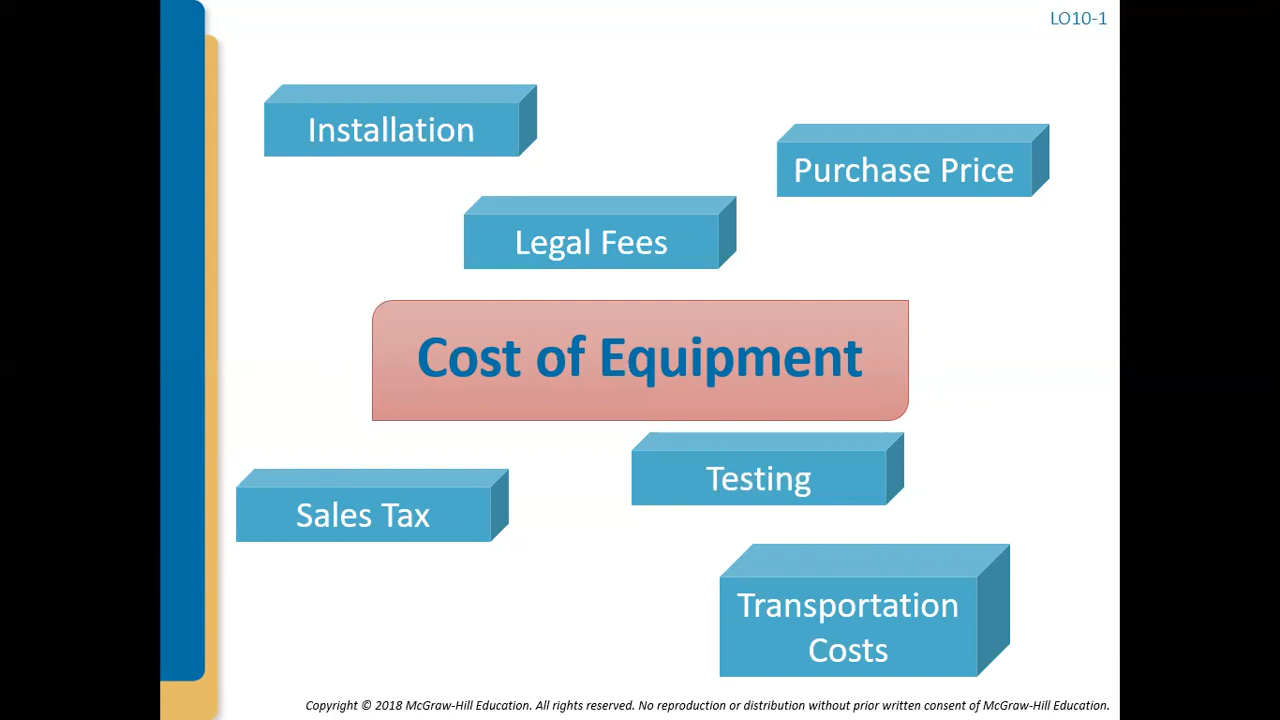 LO10-1
Installation
Purchase Price
Legal Fees
Cost of Equipment
Testing
Sales Tax
Transportation
Costs
Copyright © 2018 McGraw-Hill Education. All rights reserved. No reproduction or distribution without prior written consent of McGraw-Hill Education.